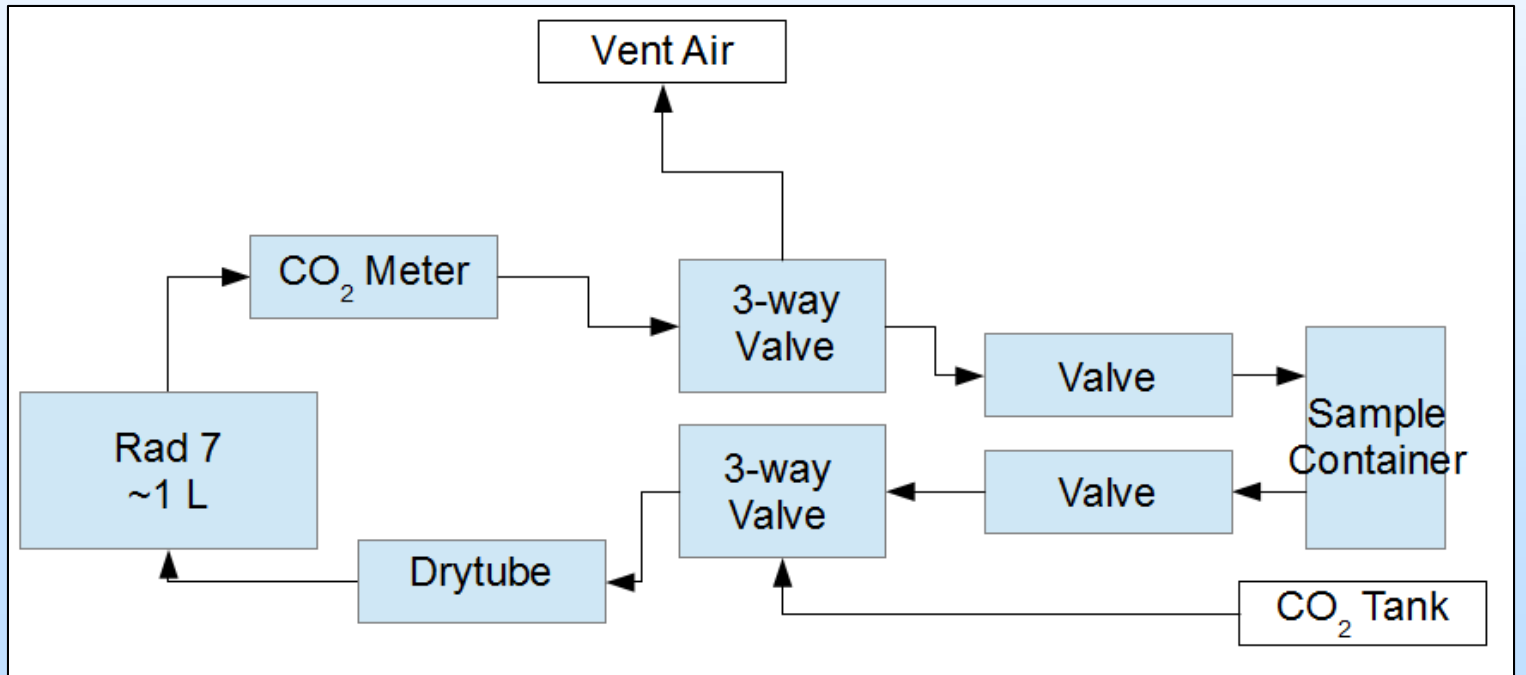 Vent Air
CO₂ Meter
3-way
Valve
Valve
Sample
Container
Rad 7
~1 L
3-way
Valve
Valve
Drytube
CO₂ Tank